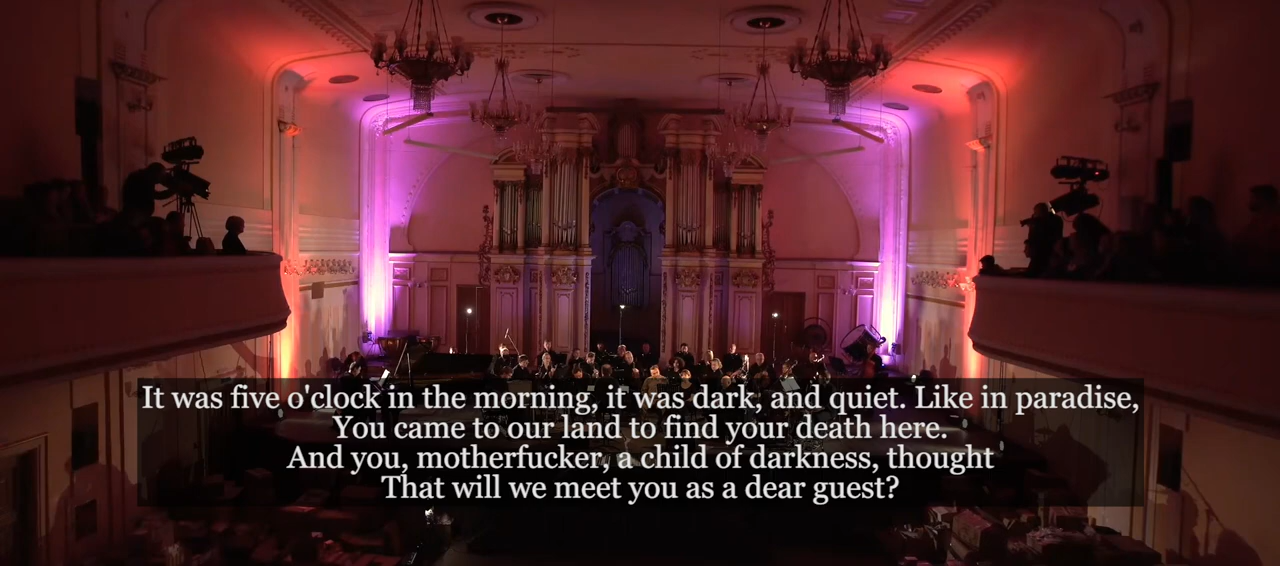 It was five o'clock in the morning, it was dark, and quiet. Like in paradise,
You came to our land to find your death here.
And you, motherfucker, a child of darkness, thought
That will we meet you as a dear guest?